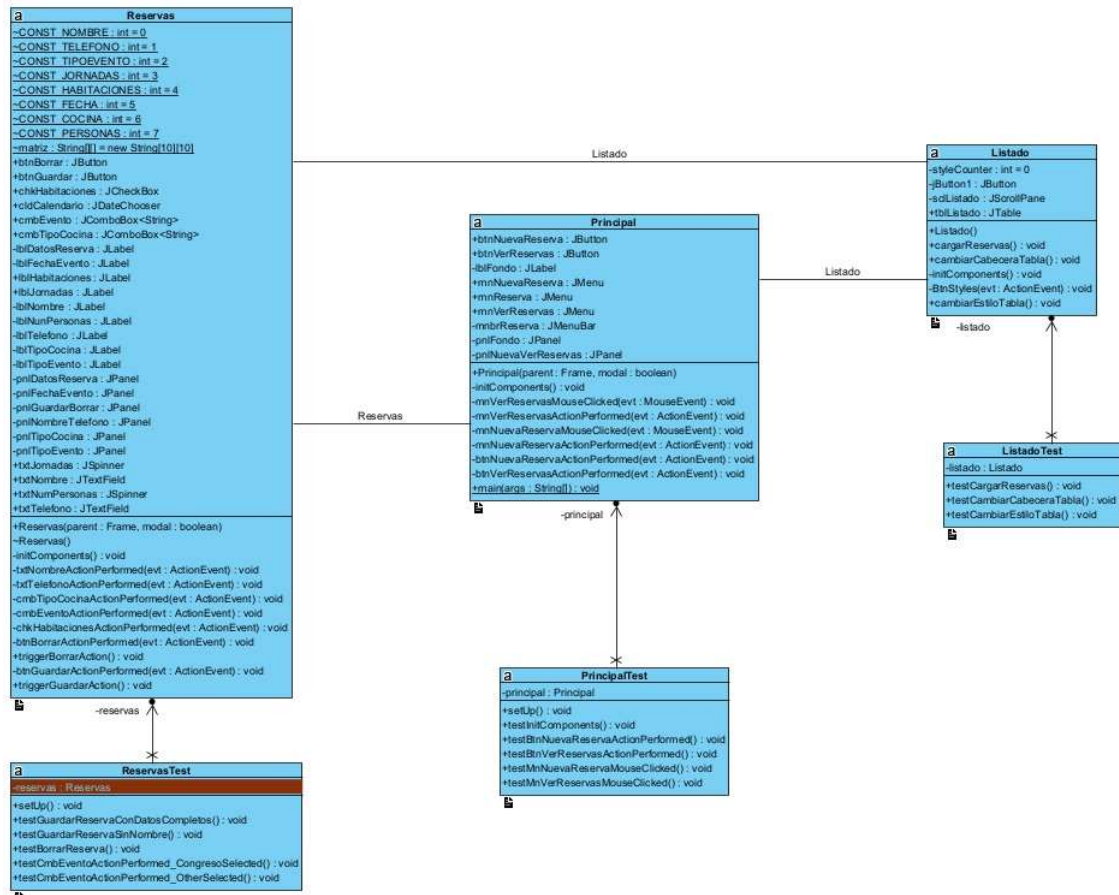 a
Reservas
~CONST_NOMBRE : int = 0
~CONST_TELEFONO : int = 1
~CONST_TIPOEVENTO : int = 2
~CONST_JORNADAS : int = 3
~CONST_HABITACIONES : int = 4
~CONST_FECHA : int = 5
~CONST_COCINA : int = 6
~CONST_PERSONAS : int = 7
~matriz : String[][] = new String[10][10]
+btnBorrar : JButton
+btnGuardar : JButton
+chkHabitaciones : JCheckBox
+cldCalendario : JDateChooser
+cmbEvento : JComboBox<String>
+cmbTipoCocina : JComboBox<String>
-lblDatosReserva : JLabel
-lblFechaEvento : JLabel
+lblHabitaciones : JLabel
+lblJornadas : JLabel
-lblNombre : JLabel
-lblNunPersonas : JLabel
-lblTelefono : JLabel
-lblTipoCocina : JLabel
-lblTipoEvento : JLabel
-pnlDatosReserva : JPanel
-pnlFechaEvento : JPanel
-pnlGuardarBorrar : JPanel
-pnlNombreTelefono : JPanel
-pnlTipoCocina : JPanel
-pnlTipoEvento : JPanel
+txtJornadas : JSpinner
+txtNombre : JTextField
+txtNumPersonas : JSpinner
+txtTelefono : JTextField
+Reservas(parent : Frame, modal : boolean)
~Reservas()
-initComponents() : void
-txtNombreActionPerformed(evt : ActionEvent) : void
-txtTelefonoActionPerformed(evt : ActionEvent) : void
-cmbTipoCocinaActionPerformed(evt : ActionEvent) : void
-cmbEventoActionPerformed(evt : ActionEvent) : void
-chkHabitacionesActionPerformed(evt : ActionEvent) : void
-btnBorrarActionPerformed(evt : ActionEvent) : void
+triggerBorrarAction() : void
-btnGuardarActionPerformed(evt : ActionEvent) : void
+triggerGuardarAction() : void
-reservas
a
ReservasTest
-reservas : Reservas
+setUp() : void
+testGuardarReservaConDatosCompletos() : void
+testGuardarReservaSinNombre() : void
+testBorrarReserva() : void
+testCmbEventoActionPerformed_CongresoSelected() : void
+testCmbEventoActionPerformed_OtherSelected() : void
Listado
Reservas
a
Principal
+btnNuevaReserva : JButton
+btnVerReservas : JButton
-lblFondo : JLabel
+mnNuevaReserva : JMenu
+mnReserva : JMenu
+mnVerReservas : JMenu
-mnbrReserva : JMenuBar
-pnlFondo : JPanel
-pnlNuevaVerReservas : JPanel
+Principal(parent : Frame, modal : boolean)
-initComponents() : void
-mnVerReservasMouseClicked(evt : MouseEvent) : void
-mnVerReservasActionPerformed(evt : ActionEvent) : void
-mnNuevaReservaMouseClicked(evt : MouseEvent) : void
-mnNuevaReservaActionPerformed(evt : ActionEvent) : void
-btnNuevaReservaActionPerformed(evt : ActionEvent) : void
-btnVerReservasActionPerformed(evt : ActionEvent) : void
+main(args : String[]) : void
-principal
a
PrincipalTest
-principal : Principal
+setUp() : void
+testInitComponents() : void
+testBtnNuevaReservaActionPerformed() : void
+testBtnVerReservasActionPerformed() : void
+testMnNuevaReservaMouseClicked() : void
+testMnVerReservasMouseClicked() : void
Listado
a
Listado
-styleCounter : int = 0
-jButton1 : JButton
-sclListado : JScrollPane
+tblListado : JTable
+Listado()
+cargarReservas() : void
+cambiarCabeceraTabla() : void
-initComponents() : void
-BtnStyles(evt : ActionEvent) : void
+cambiarEstiloTabla() : void
-listado
a
ListadoTest
-listado : Listado
+testCargarReservas() : void
+testCambiarCabeceraTabla() : void
+testCambiarEstiloTabla() : void